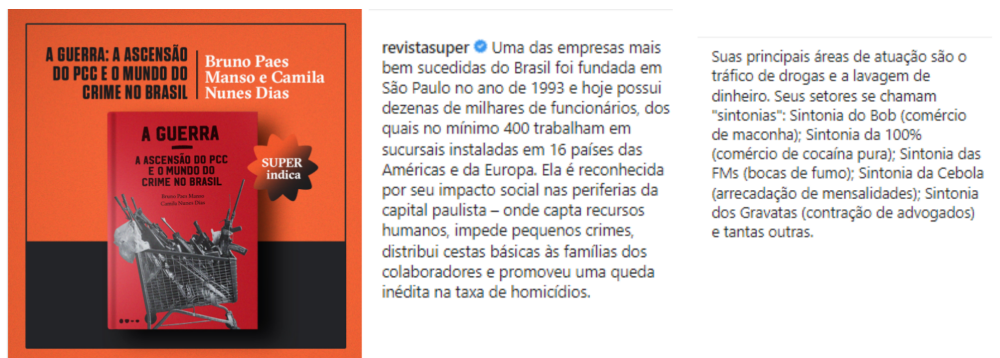 A GUERRA: A ASCENSÃO
DO PCC E O MUNDO DO
CRIME NO BRASIL
Bruno Paes
Manso e Camila
Nunes Dias
A GUERRA
A ASCENSÃO DO PCC
E O MUNDO DO
CRIME NO BRASIL
Bruno Paes Manso
Camila Nunes Dias
SUPER
indica
revistasuper Uma das empresas mais
bem sucedidas do Brasil foi fundada em
São Paulo no ano de 1993 e hoje possui
dezenas de milhares de funcionários, dos
quais no mínimo 400 trabalham em
sucursais instaladas em 16 países das
Américas e da Europa. Ela é reconhecida
por seu impacto social nas periferias da
capital paulista – onde capta recursos
humanos, impede pequenos crimes,
distribui cestas básicas às famílias dos
colaboradores e promoveu uma queda
inédita na taxa de homicídios.
Suas principais áreas de atuação são o
tráfico de drogas e a lavagem de
dinheiro. Seus setores se chamam
"sintonias": Sintonia do Bob (comércio
de maconha); Sintonia da 100%
(comércio de cocaína pura); Sintonia das
FMs (bocas de fumo); Sintonia da Cebola
(arrecadação de mensalidades); Sintonia
dos Gravatas (contração de advogados)
e tantas outras.